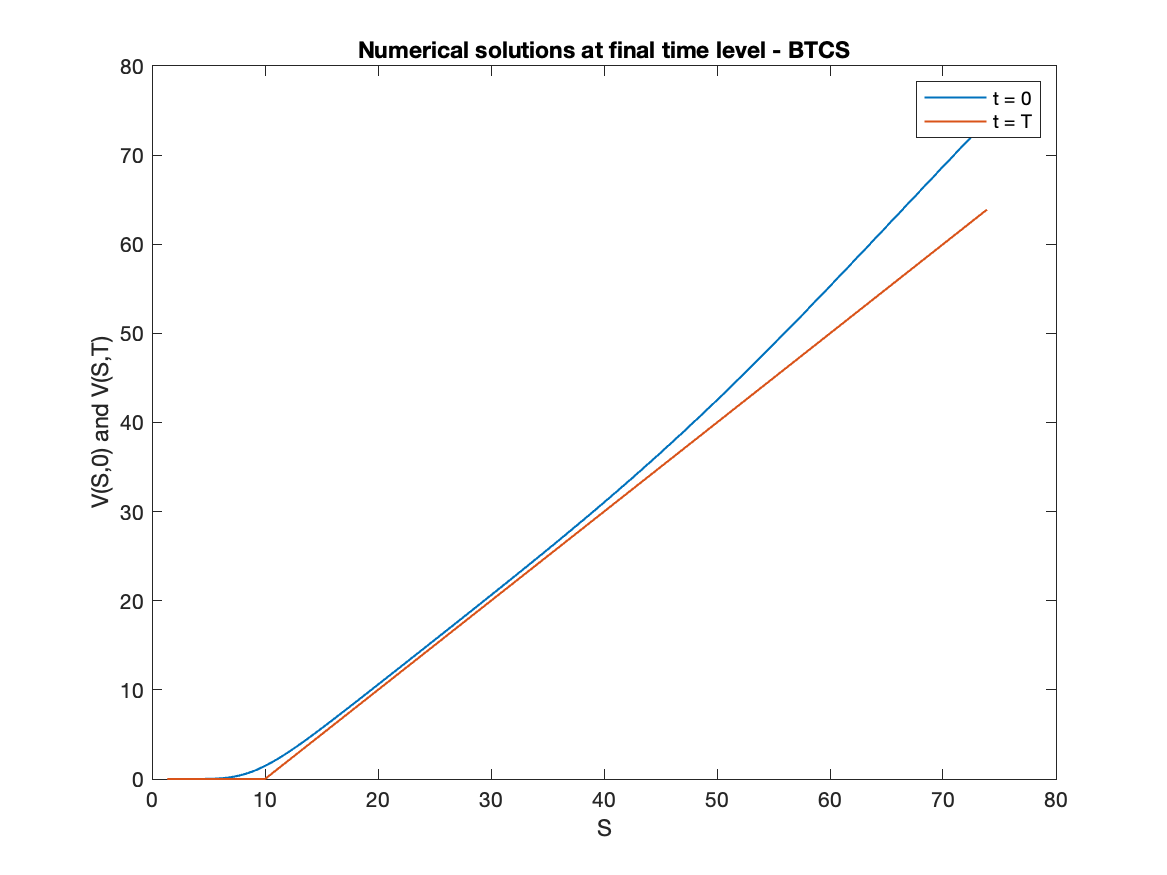 Numerical solutions at final time level - BTCS
t = 0
t = T
80
70
60
50
40
30
20
10
0
V(S,0) and V(S,T)
0 10 20 30 40 50 60 70 80
S